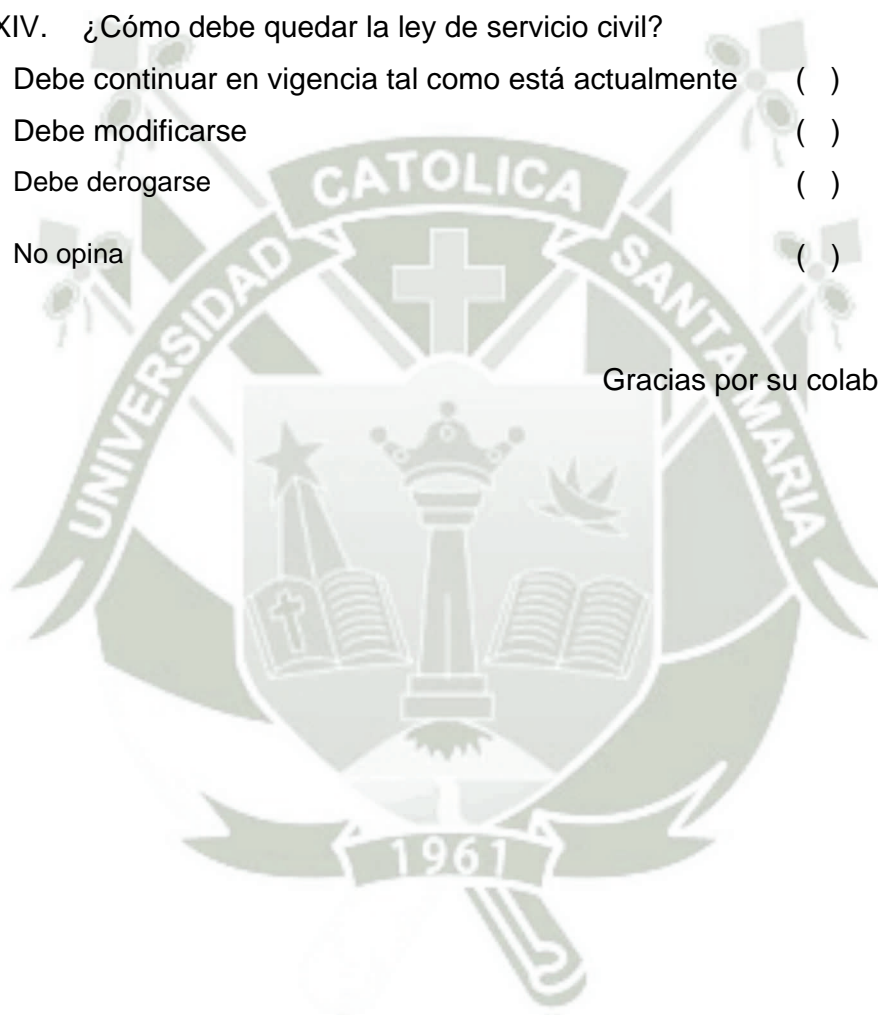 XIV. ¿Cómo debe quedar la ley de servicio civil?
Debe continuar en vigencia tal como está actualmente ( )
Debe modificarse ( )
Debe derogarse ( )
No opina ( )
Gracias por su colab
UNIVERSIDAD CATOLICA SANTA MARIA
1961